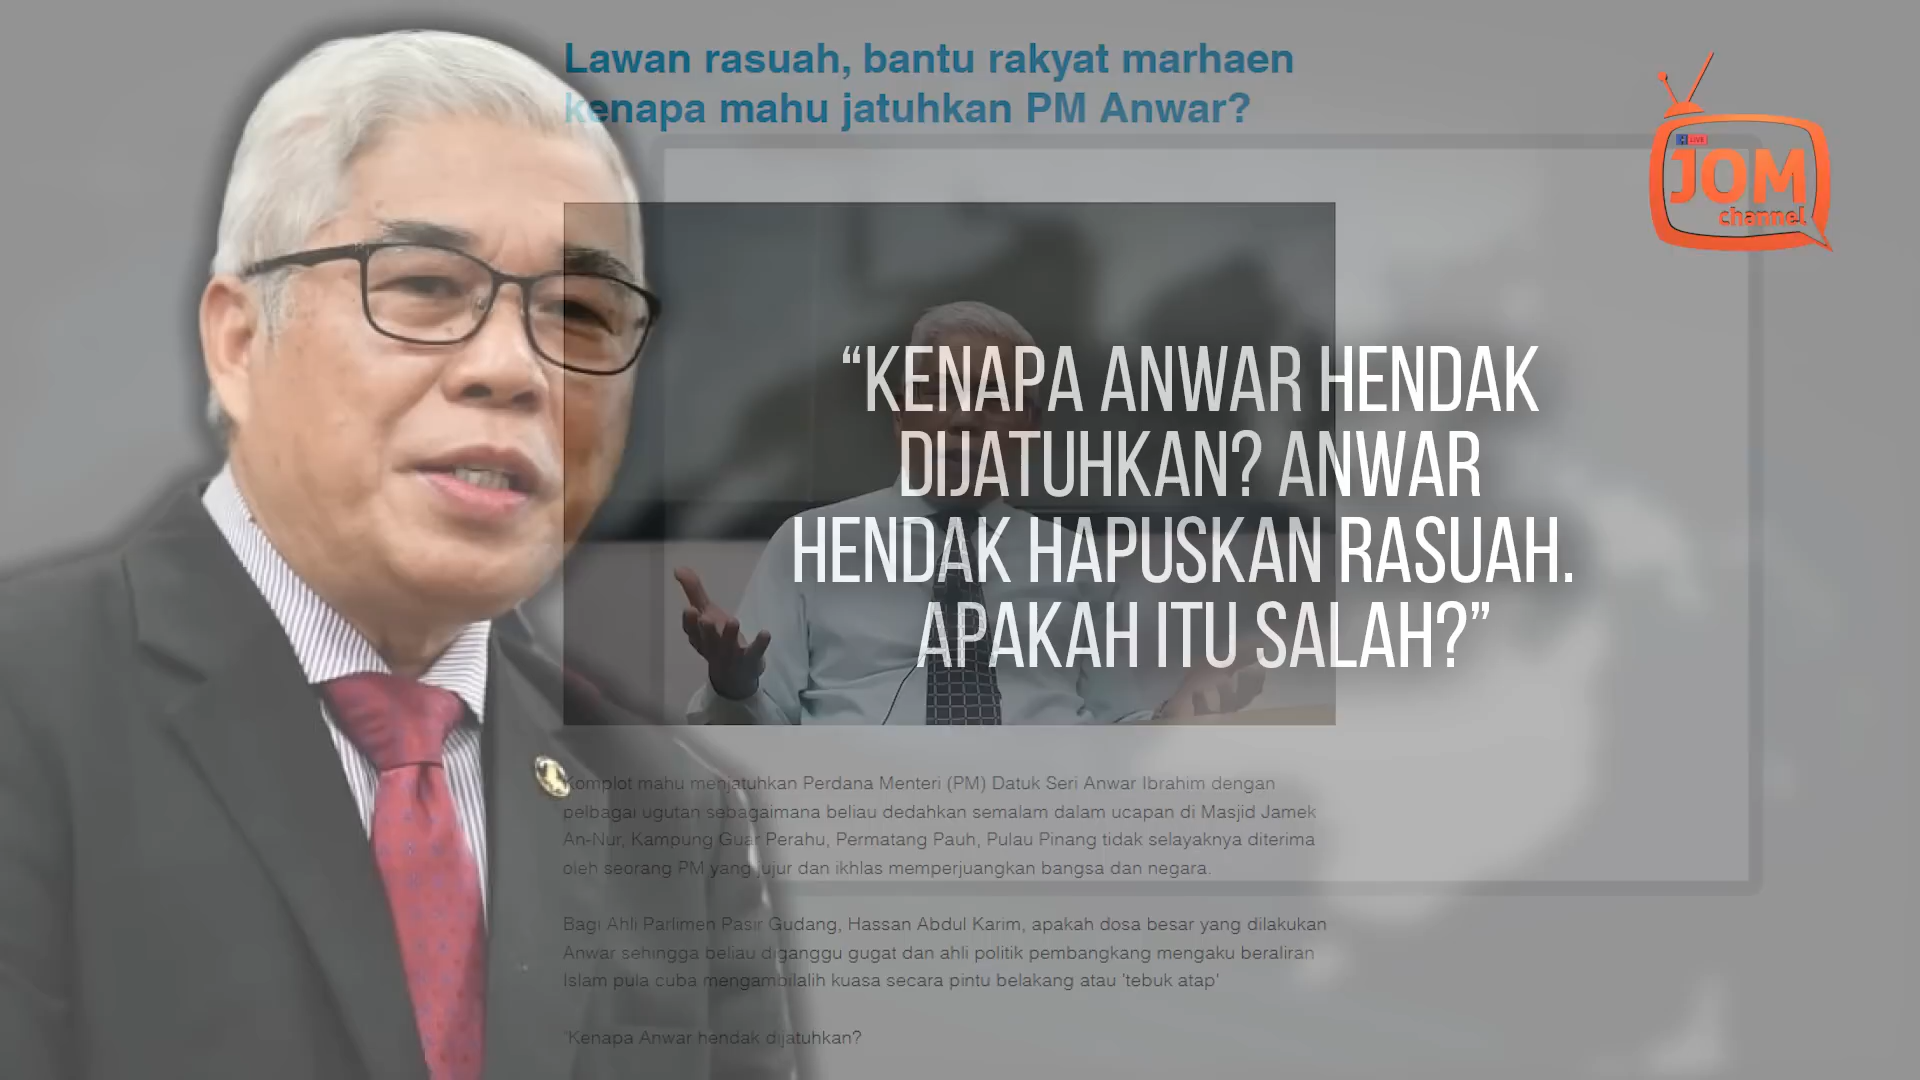 Lawan rasuah, bantu rakyat marhaen
kenapa mahu jatuhkan PM Anwar?
LIVE
JOM
channel
“KENAPA ANWAR HENDAK
DIJATUHKAN? ANWAR
HENDAK HAPUSKAN RASUAH.
APAKAH ITU SALAH?”
Komplot mahu menjatuhkan Perdana Menteri (PM) Datuk Seri Anwar Ibrahim dengan
pelbagai ugutan sebagaimana beliau dedahkan semalam dalam ucapan di Masjid Jamek
An-Nur, Kampung Guar Perahu, Permatang Pauh, Pulau Pinang tidak selayaknya diterima
oleh seorang PM yang jujur dan ikhlas memperjuangkan bangsa dan negara.
Bagi Ahli Parlimen Pasir Gudang, Hassan Abdul Karim, apakah dosa besar yang dilakukan
Anwar sehingga beliau diganggu gugat dan ahli politik pembangkang mengaku beraliran
Islam pula cuba mengambilalih kuasa secara pintu belakang atau 'tebuk atap'
'Kenapa Anwar hendak dijatuhkan?